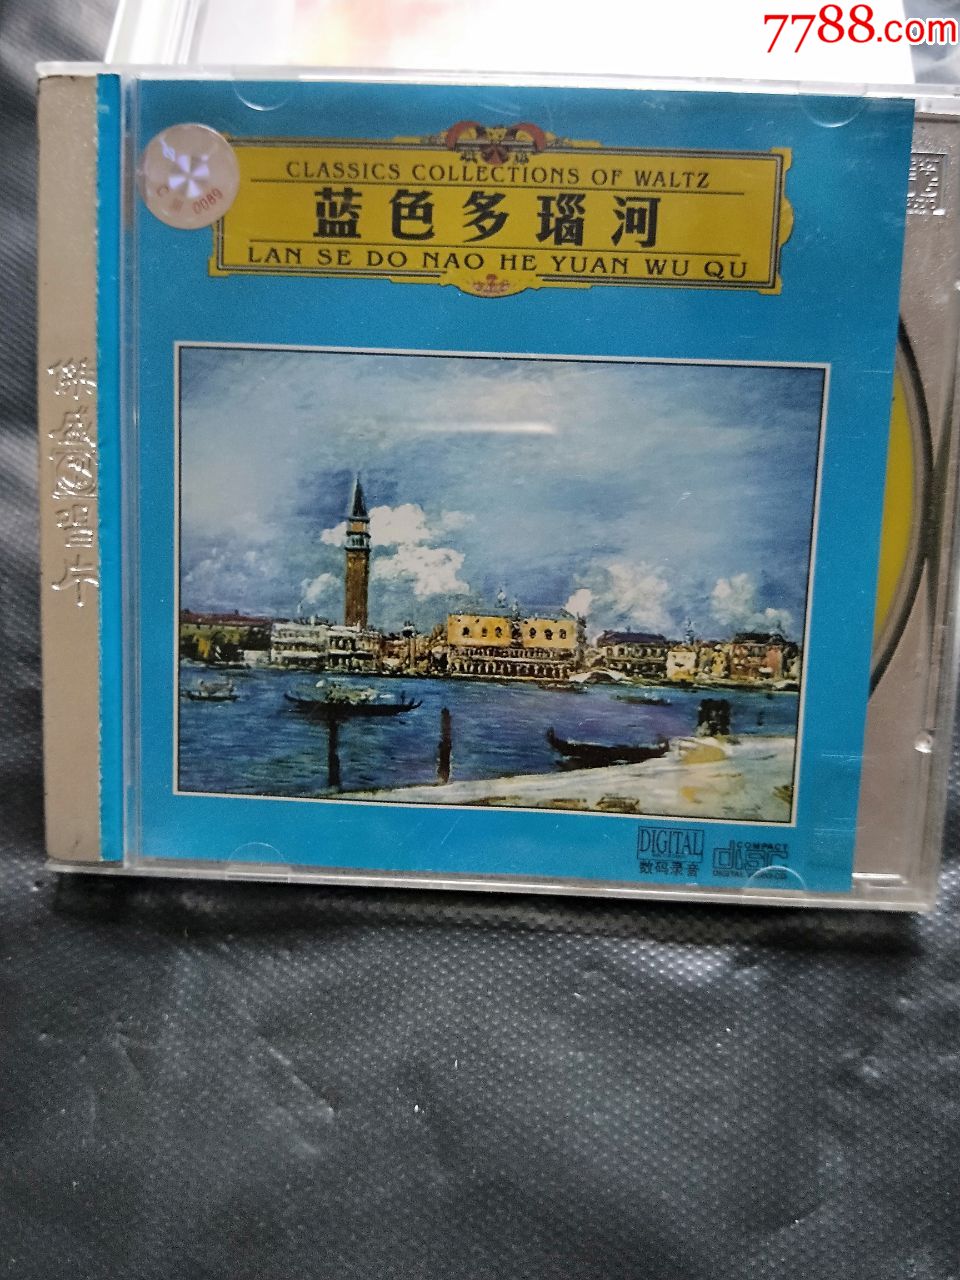 7788.com
CLASSICS COLLECTIONS OF WALTZ
蓝色多瑙河
LAN SE DO NAO HE YUAN WU QU
0089
DIGITAL
数码录音
COMPACT
disc